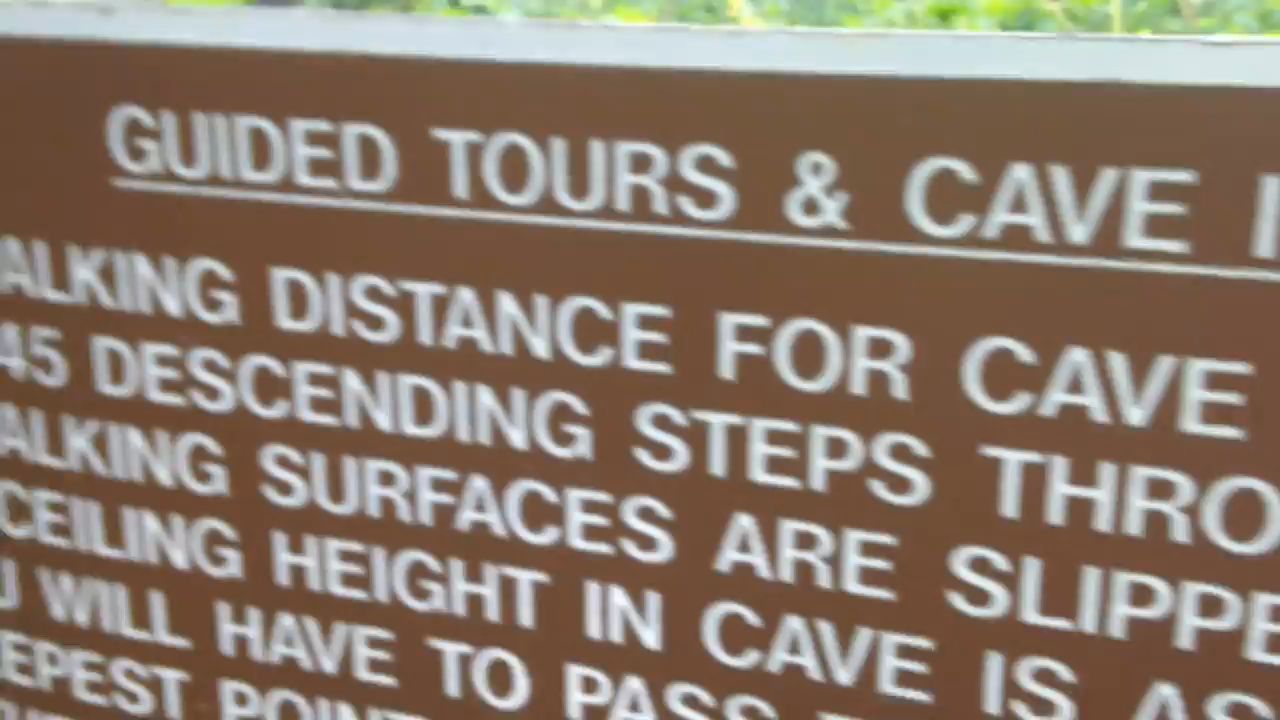 GUIDED TOURS & CAVE
ALKING DISTANCE FOR CAVE
45 DESCENDING STEPS THRO
ALKING SURFACES ARE SLIPPE
CEILING HEIGHT IN CAVE IS AS
U WILL HAVE TO PASS
EPEST POINT